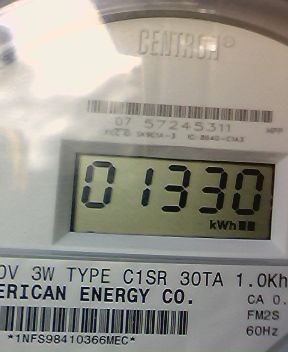 CENTRON®
07 57245311
01330
kWh
0V 3W TYPE C1SR 30TA 1.0Kh
ERICAN ENERGY CO.
CA 0.
FM2S
*1NFS98410366MEC*
60Hz